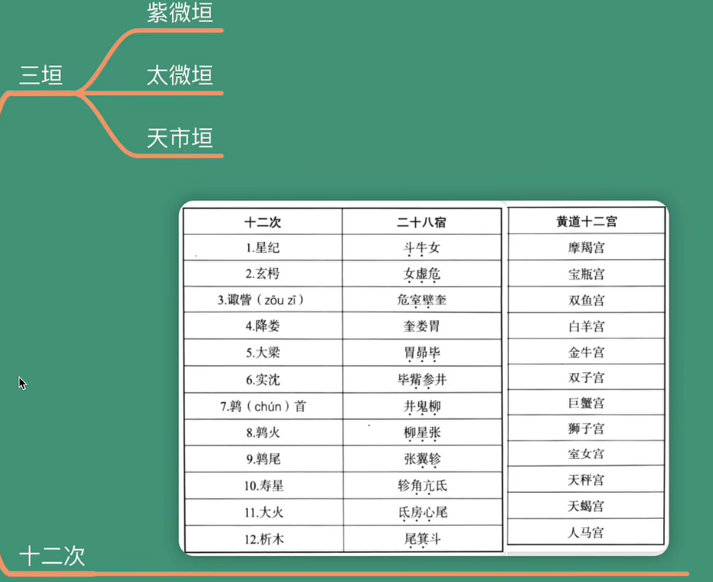 紫微垣
三垣
太微垣
天市垣
十二次 二十八宿 黄道十二宫
1.星纪 斗牛女 摩羯宫
2.玄枵 女虚危 宝瓶宫
3.诹訾（zōu zī） 危室壁奎 双鱼宫
4.降娄 奎娄胃 白羊宫
5.大梁 胃昴毕 金牛宫
6.实沈 毕觜参井 双子宫
7.鹑（chún）首 井鬼柳 巨蟹宫
8.鹑火 柳星张 狮子宫
9.鹑尾 张翼轸 室女宫
10.寿星 轸角亢氐 天秤宫
11.大火 氐房心尾 天蝎宫
12.析木 尾箕斗 人马宫
十二次